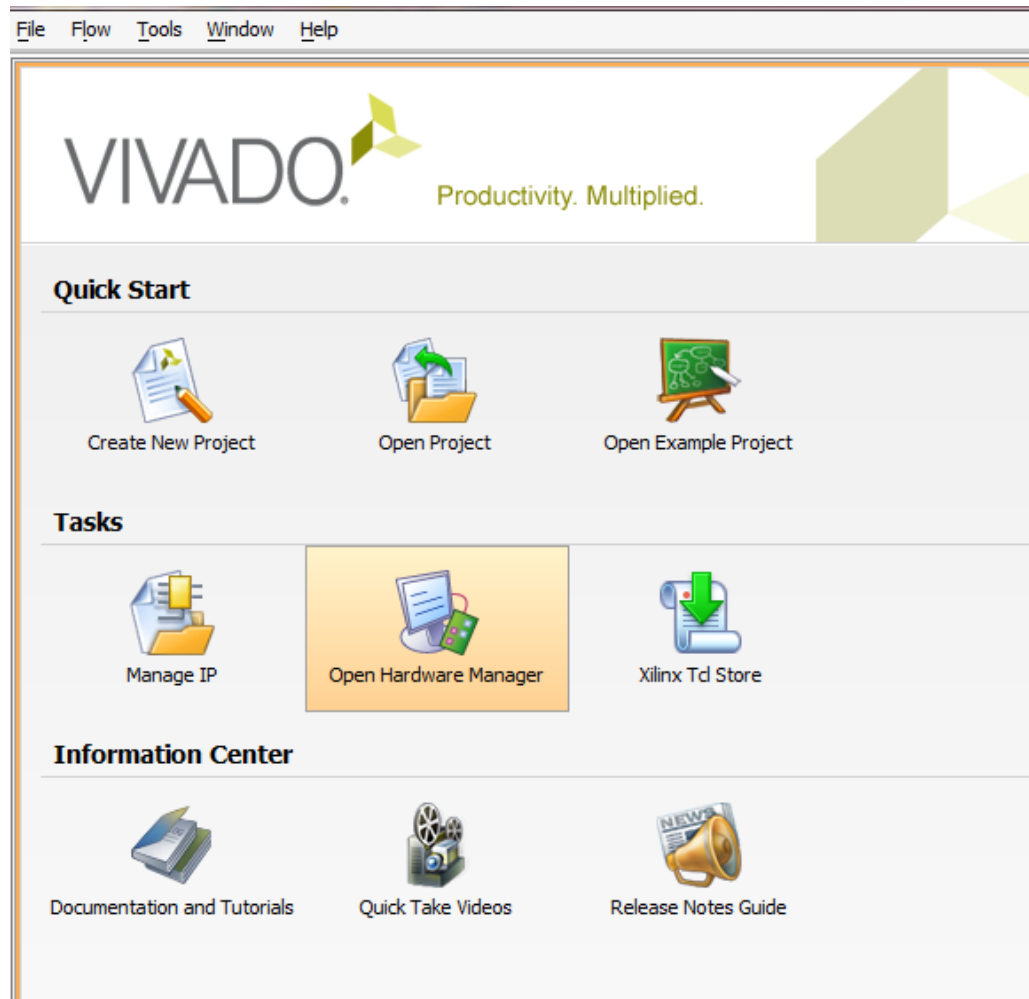 File Flow Tools Window Help
VIVADO.
Productivity. Multiplied.
Quick Start
Create New Project Open Project Open Example Project
Tasks
Manage IP Open Hardware Manager Xilinx Tcl Store
Information Center
NEWS
Documentation and Tutorials Quick Take Videos Release Notes Guide